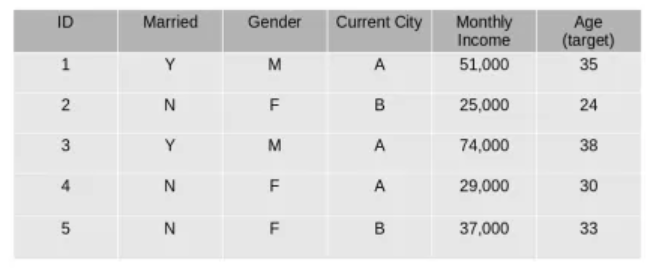 ID Married Gender Current City Monthly Income Age (target)
1 Y M A 51,000 35
2 N F B 25,000 24
3 Y M A 74,000 38
4 N F A 29,000 30
5 N F B 37,000 33